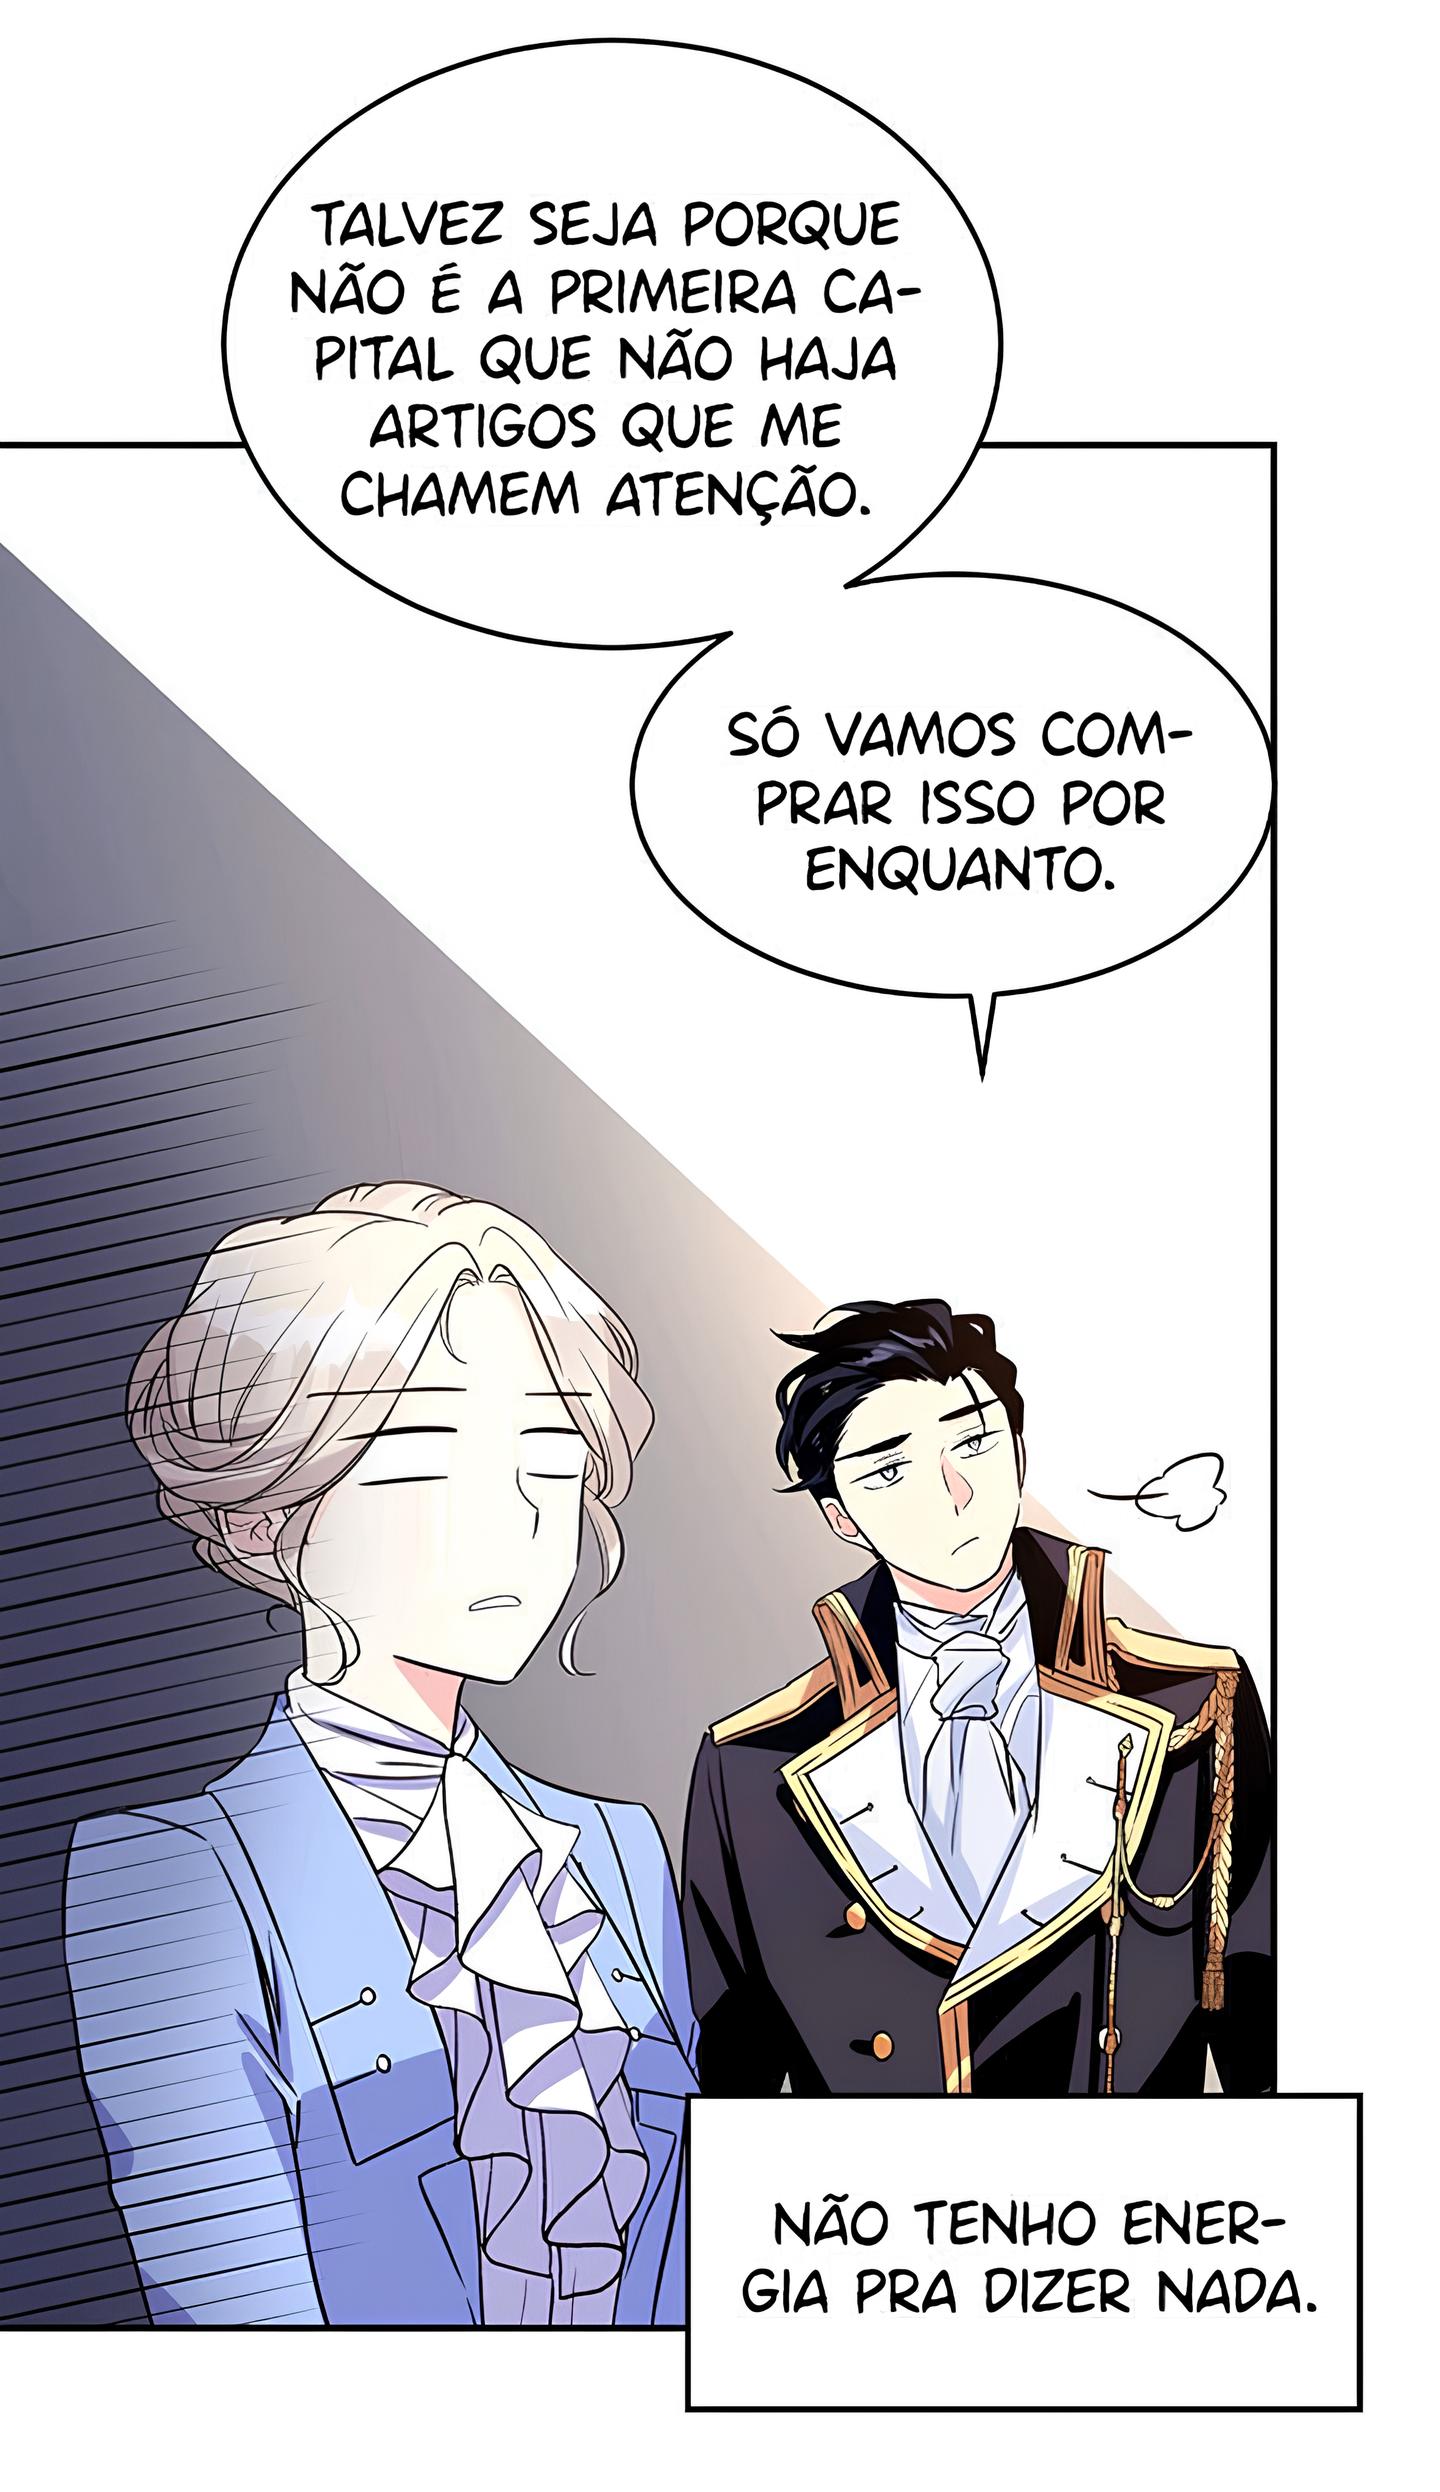 TALVEZ SEJA PORQUE
NÃO É A PRIMEIRA CA-
PITAL QUE NÃO HAJA
ARTIGOS QUE ME
CHAMEM ATENÇÃO.
SÓ VAMOS COM-
PRAR ISSO POR
ENQUANTO.
NÃO TENHO ENER-
GIA PRA DIZER NADA.